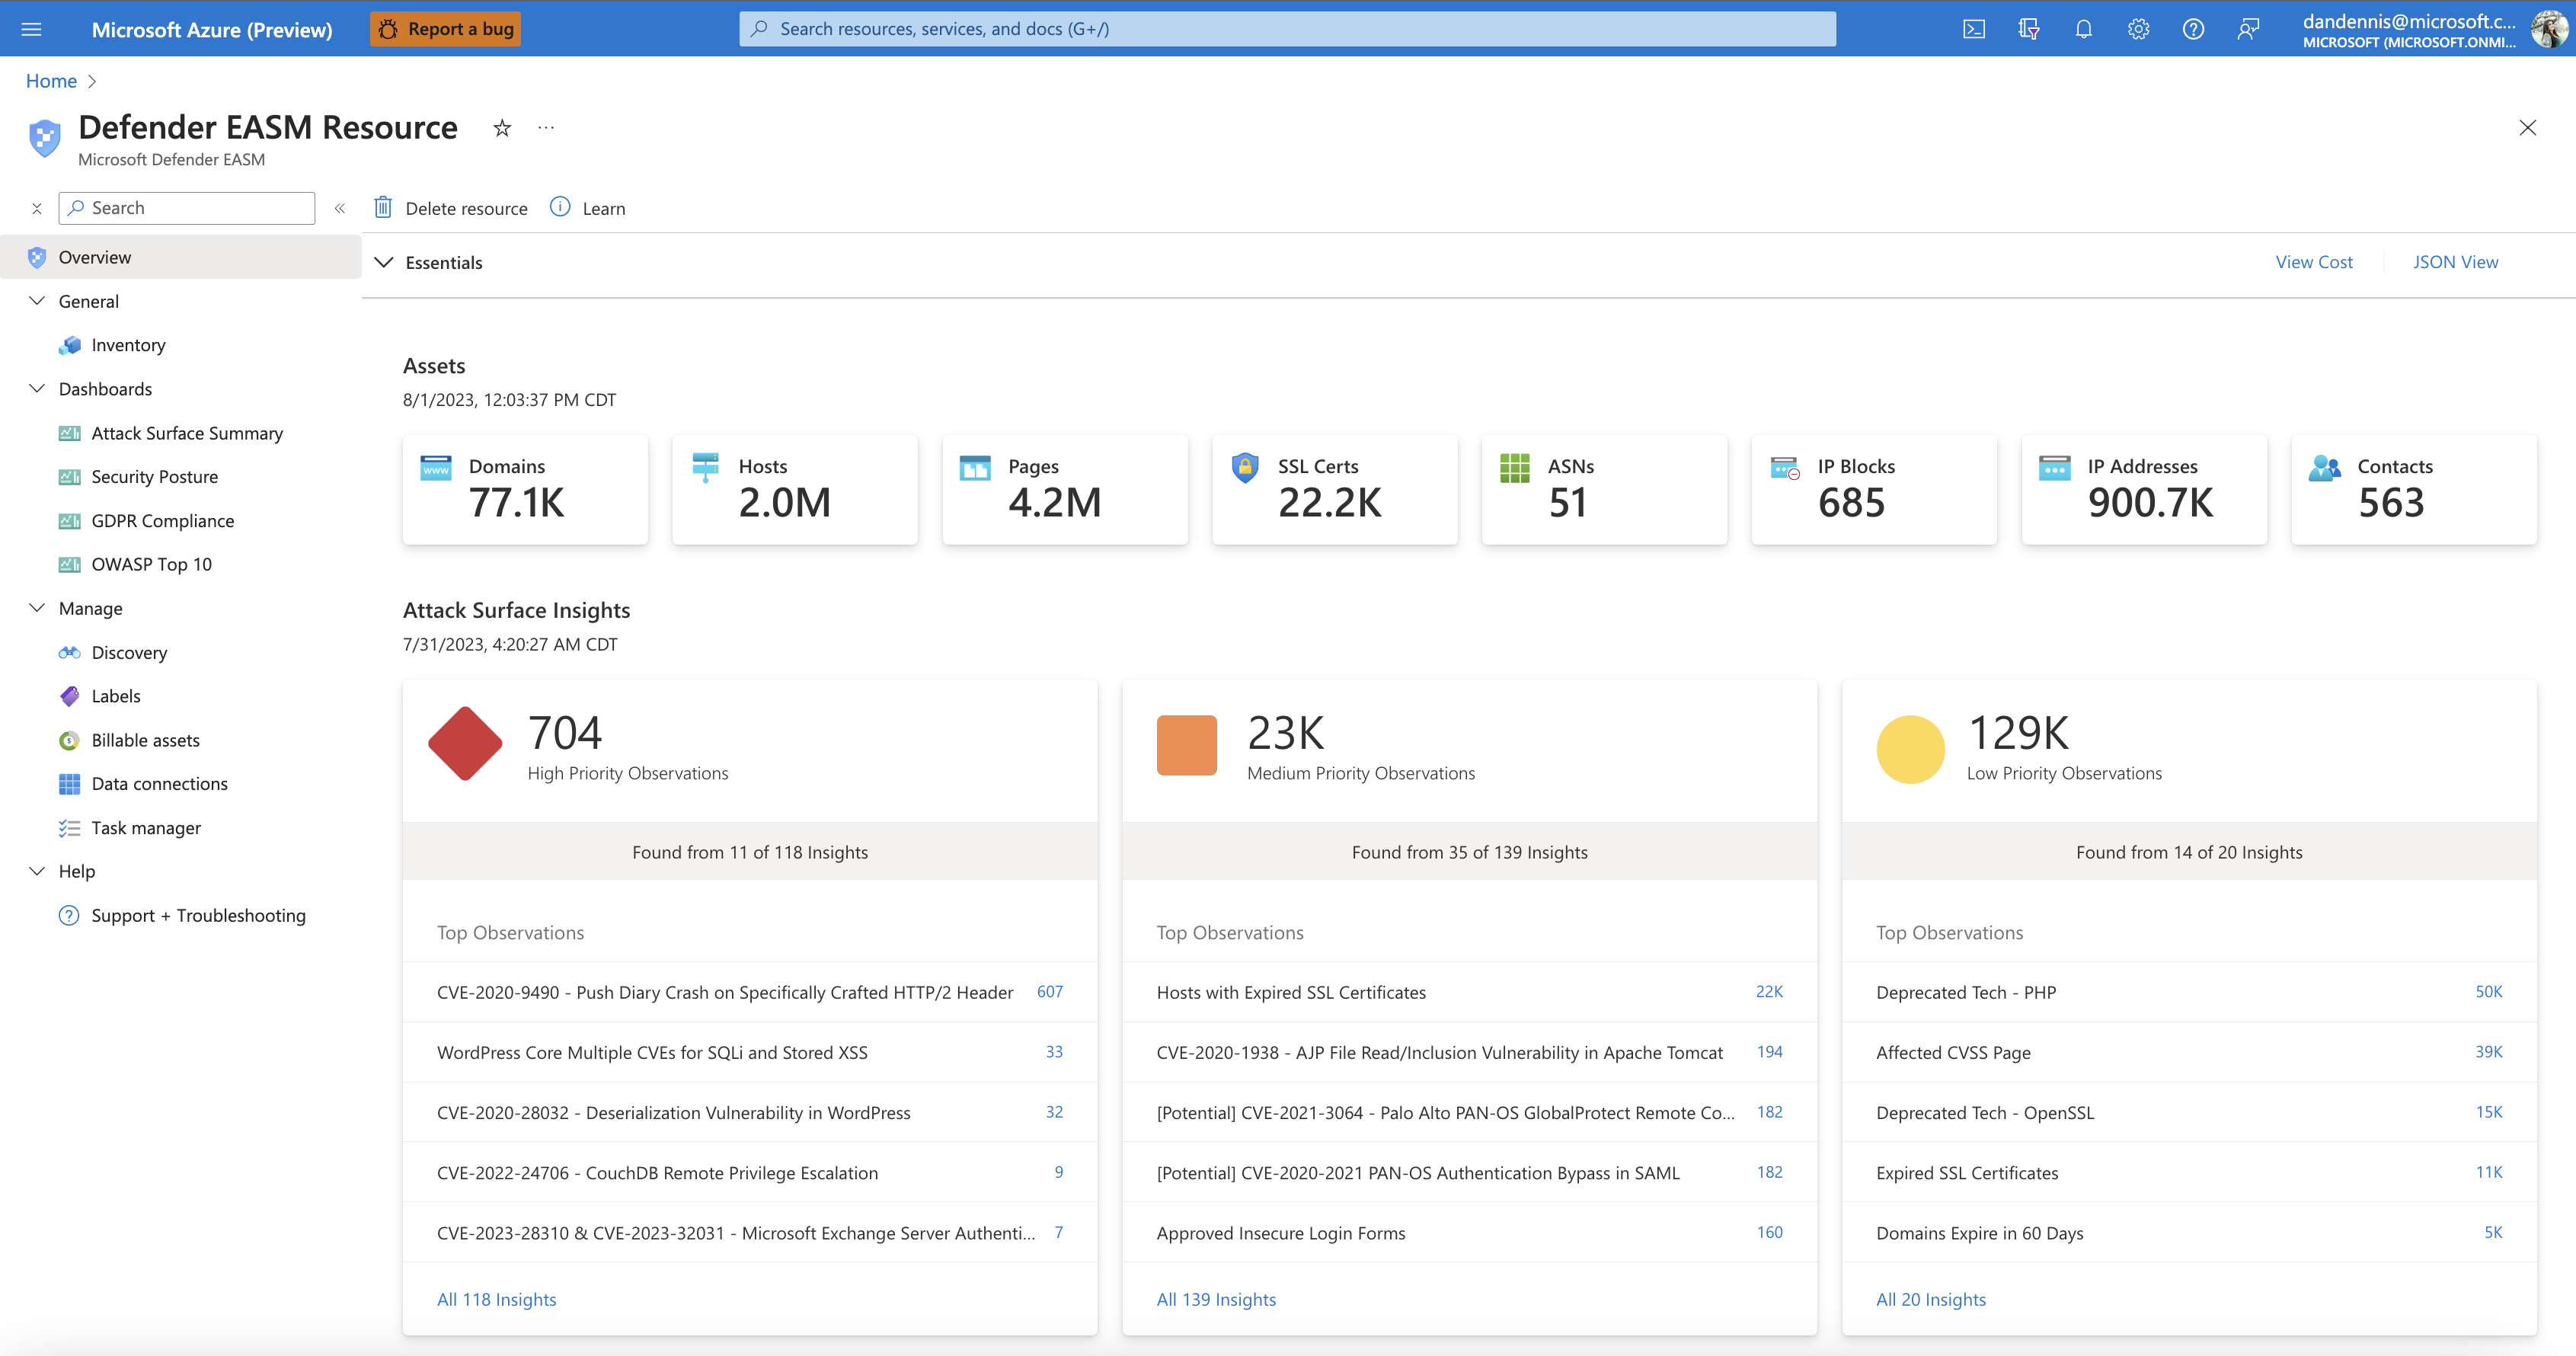 Microsoft Azure (Preview)
Report a bug
Search resources, services, and docs (G+/)
dandennis@microsoft.c...
MICROSOFT (MICROSOFT.ONMI...
Home
Defender EASM Resource
Microsoft Defender EASM
Search
Delete resource
Learn
Overview
General
Inventory
Dashboards
Attack Surface Summary
Security Posture
GDPR Compliance
OWASP Top 10
Manage
Discovery
Labels
Billable assets
Data connections
Task manager
Help
Support + Troubleshooting
Essentials
View Cost
JSON View
Assets
8/1/2023, 12:03:37 PM CDT
www
Domains
77.1K
Hosts
2.0M
Pages
4.2M
SSL Certs
22.2K
ASNs
51
IP Blocks
685
IP Addresses
900.7K
Contacts
563
Attack Surface Insights
7/31/2023, 4:20:27 AM CDT
704
High Priority Observations
Found from 11 of 118 Insights
Top Observations
CVE-2020-9490 - Push Diary Crash on Specifically Crafted HTTP/2 Header 607
WordPress Core Multiple CVEs for SQLi and Stored XSS 33
CVE-2020-28032 - Deserialization Vulnerability in WordPress 32
CVE-2022-24706 - CouchDB Remote Privilege Escalation 9
CVE-2023-28310 & CVE-2023-32031 - Microsoft Exchange Server Authenti... 7
All 118 Insights
23K
Medium Priority Observations
Found from 35 of 139 Insights
Top Observations
Hosts with Expired SSL Certificates 22K
CVE-2020-1938 - AJP File Read/Inclusion Vulnerability in Apache Tomcat 194
[Potential] CVE-2021-3064 - Palo Alto PAN-OS GlobalProtect Remote Co... 182
[Potential] CVE-2020-2021 PAN-OS Authentication Bypass in SAML 182
Approved Insecure Login Forms 160
All 139 Insights
129K
Low Priority Observations
Found from 14 of 20 Insights
Top Observations
Deprecated Tech - PHP 50K
Affected CVSS Page 39K
Deprecated Tech - OpenSSL 15K
Expired SSL Certificates 11K
Domains Expire in 60 Days 5K
All 20 Insights